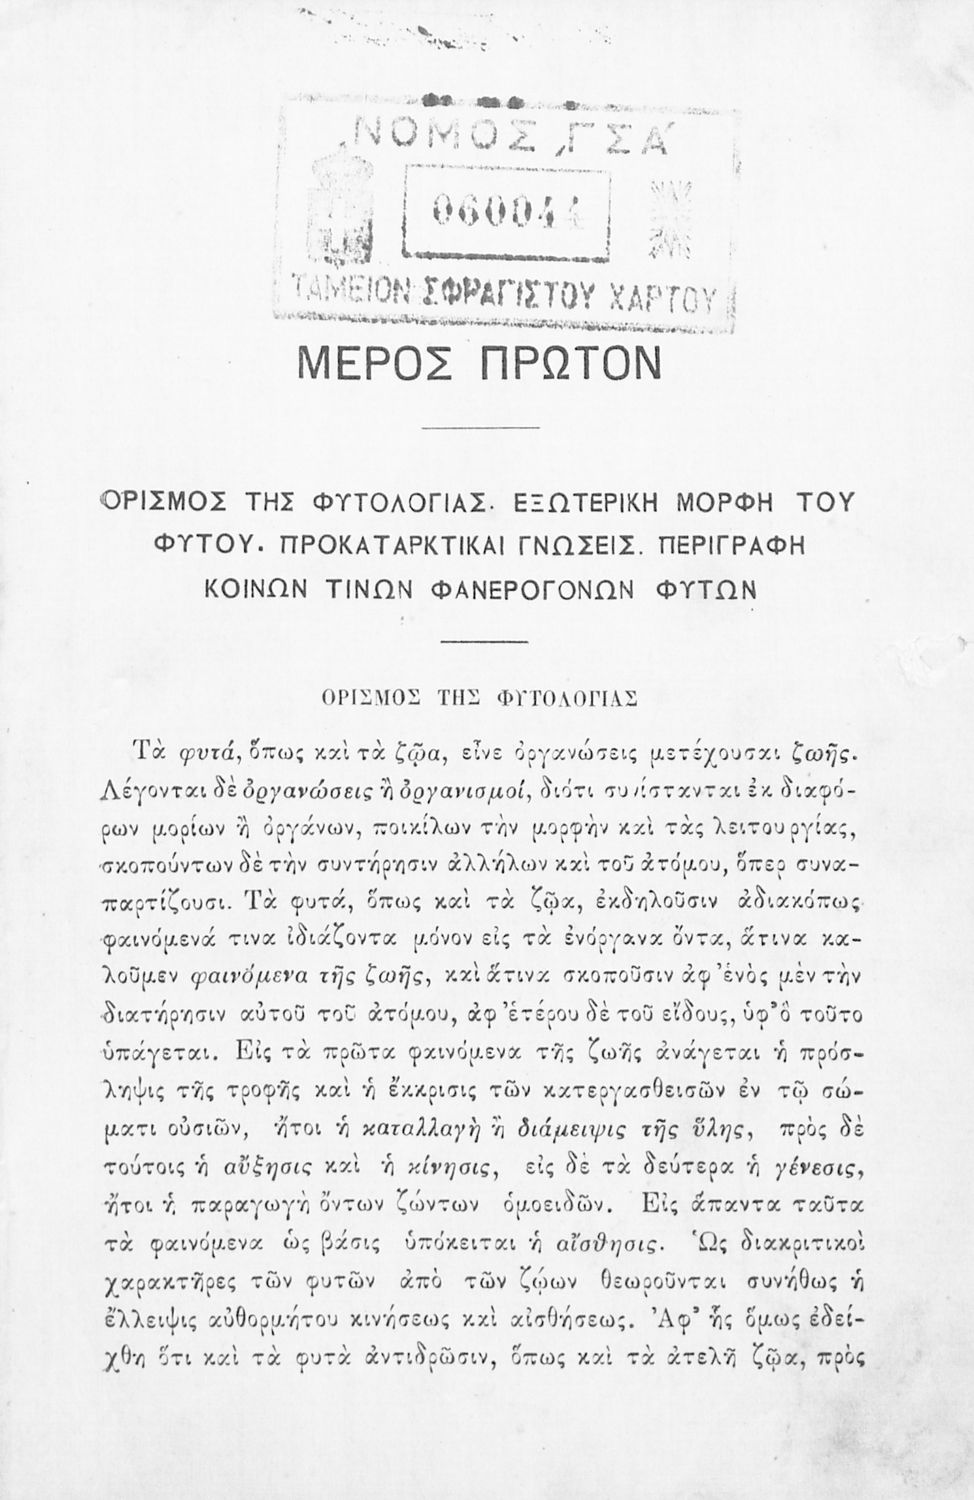 ΝΟΜΟΣ ͵ΓΣΑ΄
060044
ΤΑΜΕΙΟΝ ΣΦΡΑΓΙΣΤΟΥ ΧΑΡΤΟΥ
ΜΕΡΟΣ ΠΡΩΤΟΝ
ΟΡΙΣΜΟΣ ΤΗΣ ΦΥΤΟΛΟΓΙΑΣ. ΕΞΩΤΕΡΙΚΗ ΜΟΡΦΗ ΤΟΥ
ΦΥΤΟΥ. ΠΡΟΚΑΤΑΡΚΤΙΚΑΙ ΓΝΩΣΕΙΣ. ΠΕΡΙΓΡΑΦΗ
ΚΟΙΝΩΝ ΤΙΝΩΝ ΦΑΝΕΡΟΓΟΝΩΝ ΦΥΤΩΝ
ΟΡΙΣΜΟΣ ΤΗΣ ΦΥΤΟΛΟΓΙΑΣ
Τὰ φυτά, ὅπως καὶ τὰ ζῷα, εἶνε ὀργανώσεις μετέχουσαι ζωῆς.
Λέγονται δὲ ὀργανώσεις ἢ ὀργανισμοί, διότι συνίστανται ἐκ διαφό-
ρων μορίων ἢ ὀργάνων, ποικίλων τὴν μορφὴν καὶ τὰς λειτουργίας,
σκοπούντων δὲ τὴν συντήρησιν ἀλλήλων καὶ τοῦ ἀτόμου, ὅπερ συνα-
παρτίζουσι. Τὰ φυτά, ὅπως καὶ τὰ ζῷα, ἐκδηλοῦσιν ἀδιακόπως
φαινόμενά τινα ἰδιάζοντα μόνον εἰς τὰ ἐνόργανα ὄντα, ἅτινα κα-
λοῦμεν φαινόμενα τῆς ζωῆς, καὶ ἅτινα σκοποῦσιν ἀφ᾿ ἑνὸς μὲν τὴν
διατήρησιν αὐτοῦ τοῦ ἀτόμου, ἀφ᾿ ἑτέρου δὲ τοῦ εἴδους, ὑφ᾿ ὃ τοῦτο
ὑπάγεται. Εἰς τὰ πρῶτα φαινόμενα τῆς ζωῆς ἀνάγεται ἡ πρόσ-
ληψις τῆς τροφῆς καὶ ἡ ἔκκρισις τῶν κατεργασθεισῶν ἐν τῷ σώ-
ματι οὐσιῶν, ἤτοι ἡ καταλλαγὴ ἢ διάμειψις τῆς ὕλης, πρὸς δὲ
τούτοις ἡ αὔξησις καὶ ἡ κίνησις, εἰς δὲ τὰ δεύτερα ἡ γένεσις,
ἤτοι ἡ παραγωγὴ ὄντων ζώντων ὁμοειδῶν. Εἰς ἅπαντα ταῦτα
τὰ φαινόμενα ὡς βάσις ὑπόκειται ἡ αἴσθησις. Ὡς διακριτικοὶ
χαρακτῆρες τῶν φυτῶν ἀπὸ τῶν ζῴων θεωροῦνται συνήθως ἡ
ἔλλειψις αὐθορμήτου κινήσεως καὶ αἰσθήσεως. Ἀφ᾿ ἧς ὅμως ἐδεί-
χθη ὅτι καὶ τὰ φυτὰ ἀντιδρῶσιν, ὅπως καὶ τὰ ἀτελῆ ζῷα, πρὸς